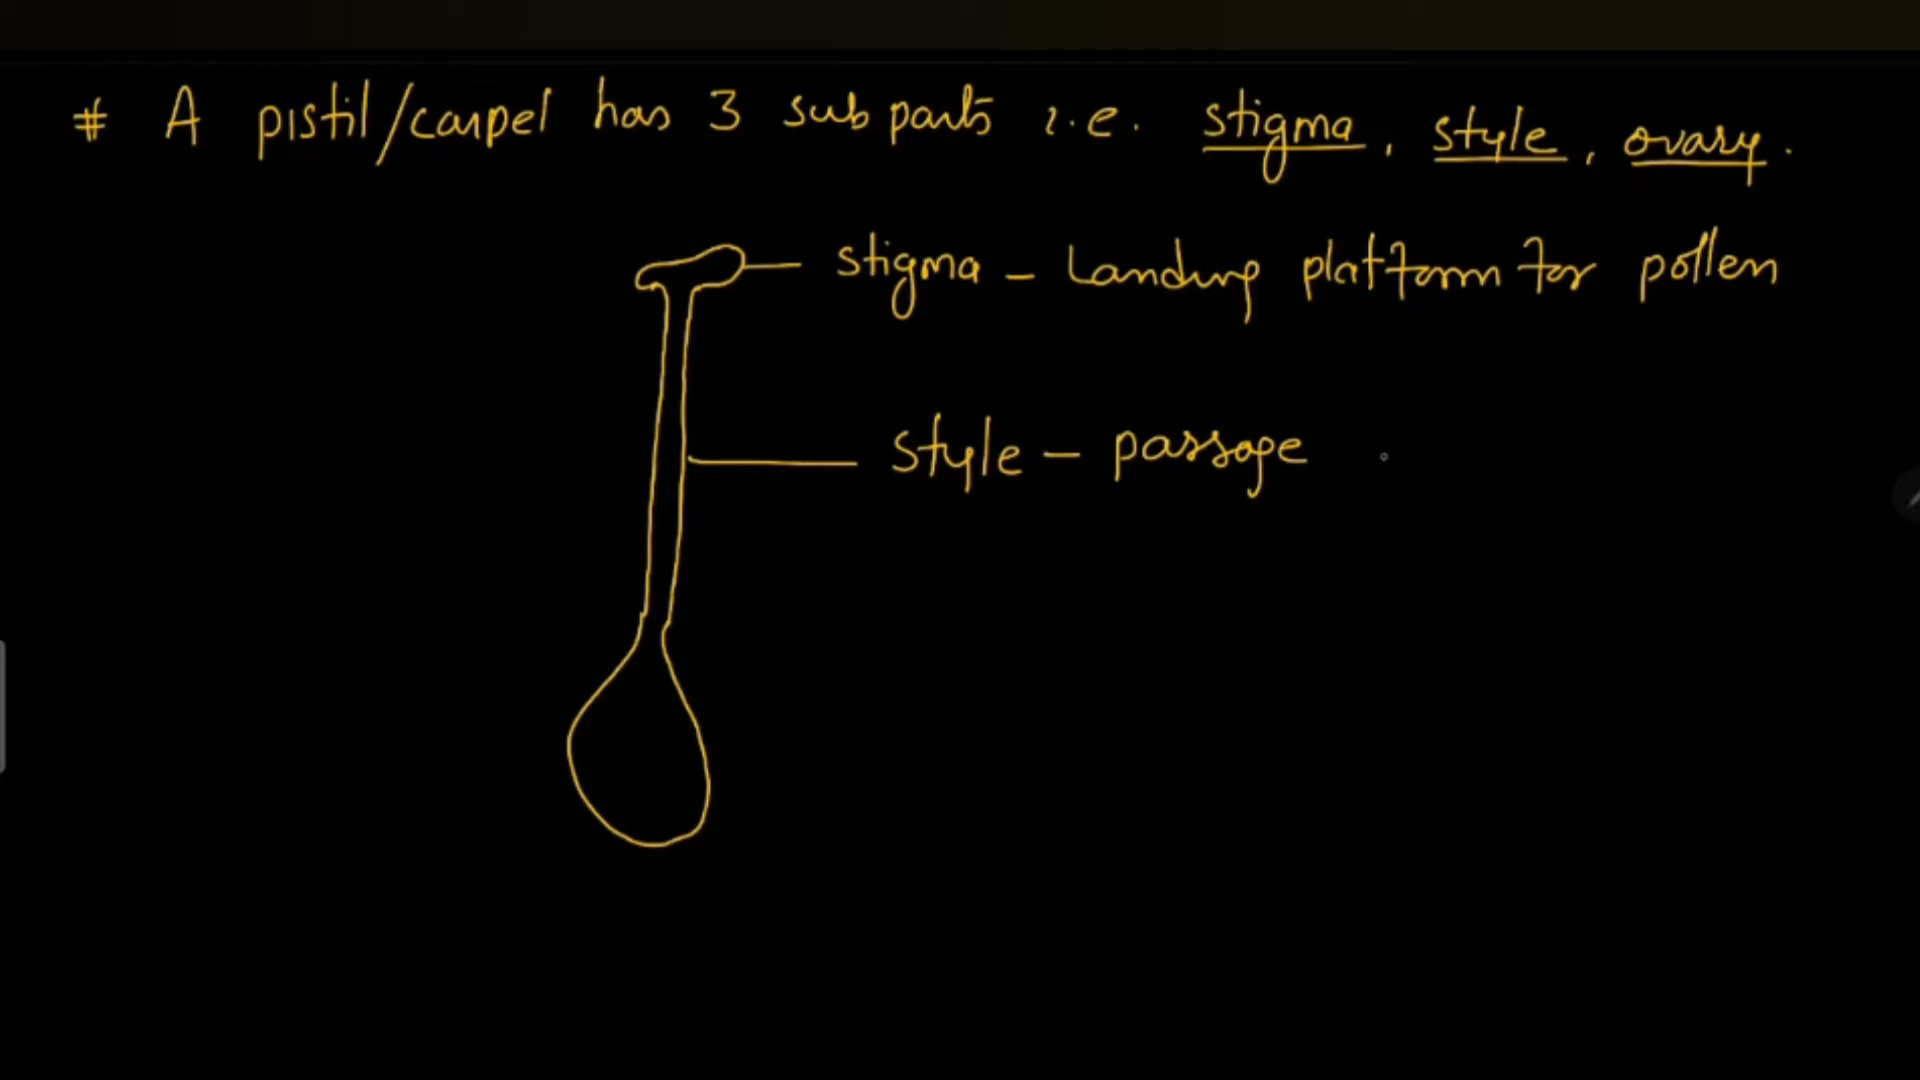 # A pistil/carpel has 3 sub parts i.e. stigma, style, ovary.
stigma - Landing platform for pollen
style - passage